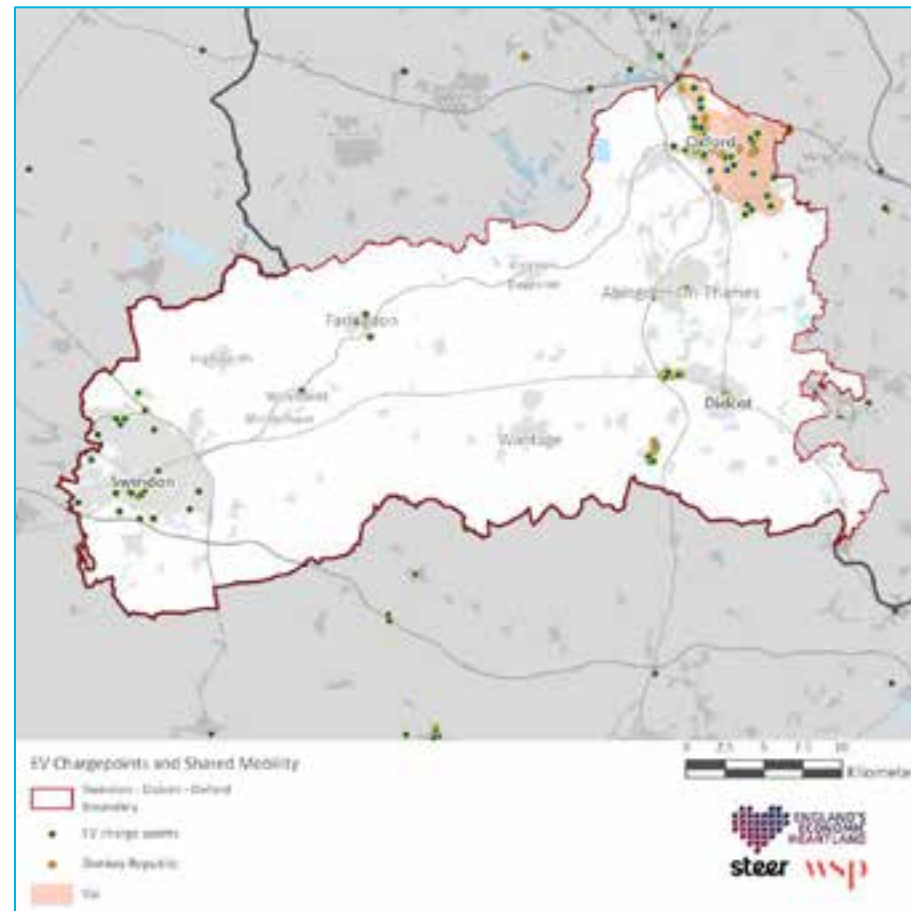 Oxford
Abingdon-on-Thames
Faringdon
Highworth
Didcot
Wantage
Swindon
EV Chargepoints and Shared Mobility
Swindon - Didcot - Oxford
Boundary
EV charge points
Donkey Republic
Voi
0 2.5 5 7.5 10
Kilometers
ENGLAND'S
ECONOMIC
HEARTLAND
steer wsp